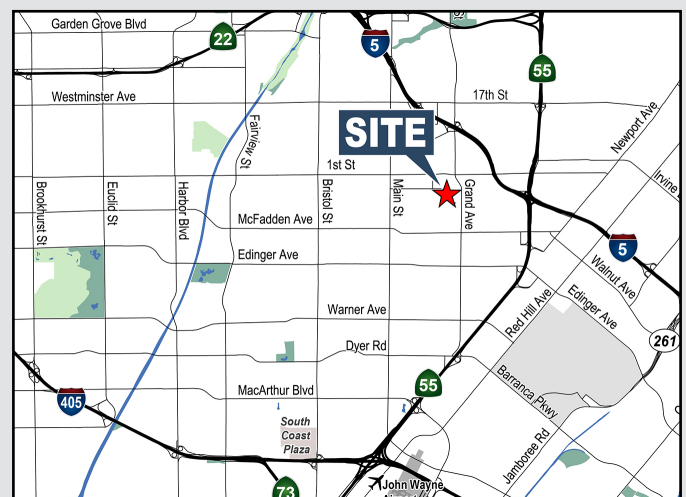 St
Garden Grove Blvd
22
5
55
Westminster Ave
17th St
Newport Ave
Fairview St
SITE
1st St
Brookhurst St
Euclid St
Harbor Blvd
Bristol St
Main St
Grand Ave
McFadden Ave
Edinger Ave
5
Walnut Ave
Edinger Ave
Red Hill Ave
Warner Ave
Dyer Rd
261
Barranca Pkwy
55
MacArthur Blvd
405
South
Coast
Plaza
Jamboree Rd
73
John Wayne